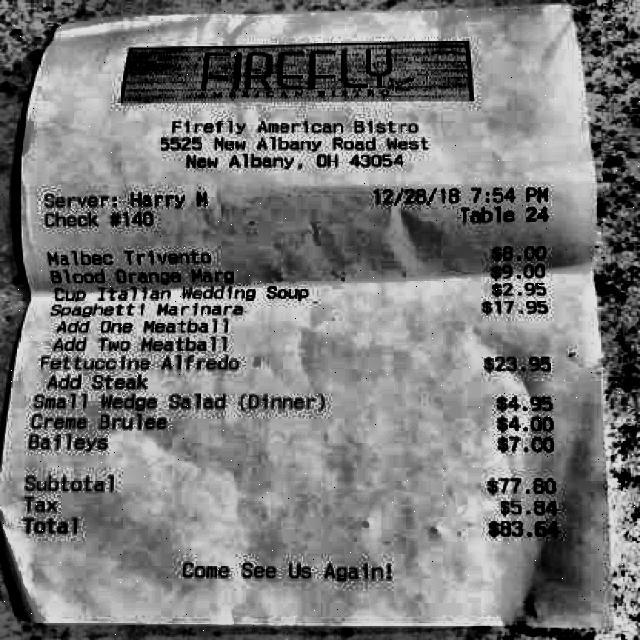 FIREFLY
Firefly American Bistro
5525 New Albany Road West
New Albany, OH 43054
Server: Harry M 12/28/18 7:54 PM
Check #140 Table 24
Malbec Trivento $8.00
Blood Orange Marg $9.00
Cup Italian Wedding Soup $2.95
Spaghetti Marinara $17.95
Add One Meatball
Add Two Meatball
Fettuccine Alfredo $23.95
Add Steak
Small Wedge Salad (Dinner) $4.95
Creme Brulee $4.00
Baileys $7.00
Subtotal $77.80
Tax $5.84
Total $83.64
Come See Us Again!